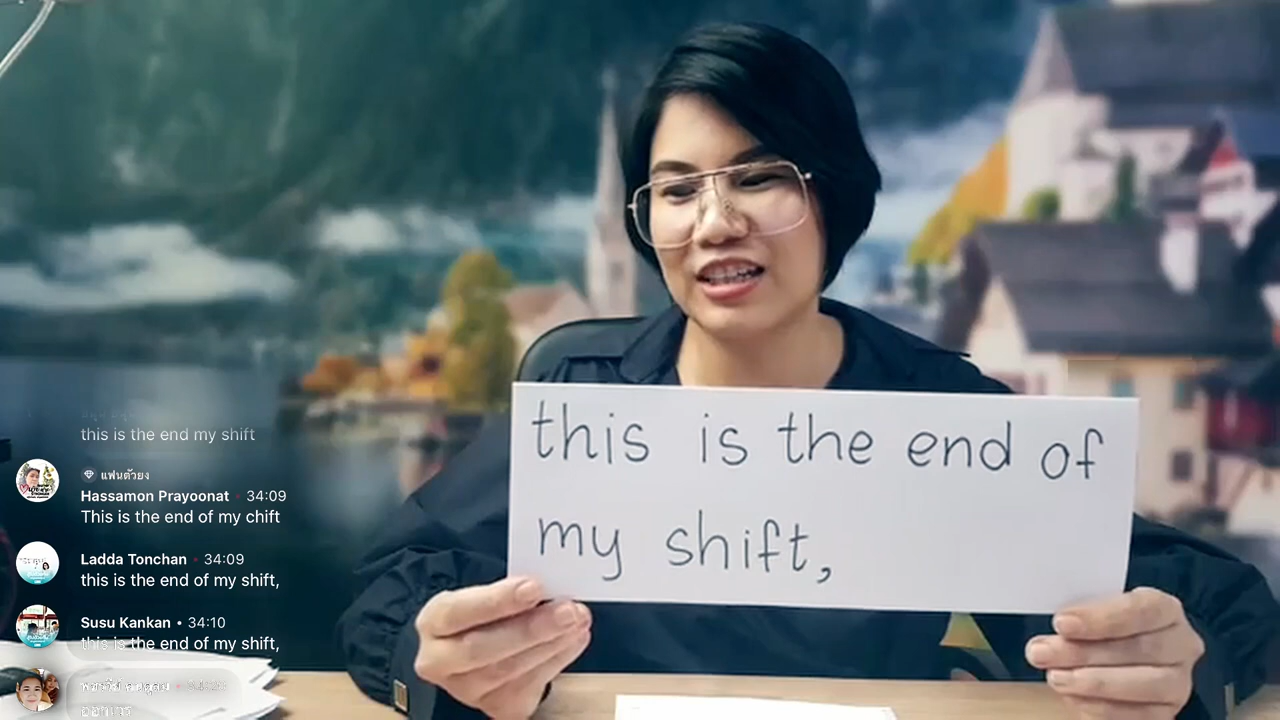 this is the end of
my shift,
this is the end my shift
แฟนตัวยง
Hassamon Prayoonat • 34:09
This is the end of my chift
Ladda Tonchan • 34:09
this is the end of my shift,
Susu Kankan • 34:10
this is the end of my shift,